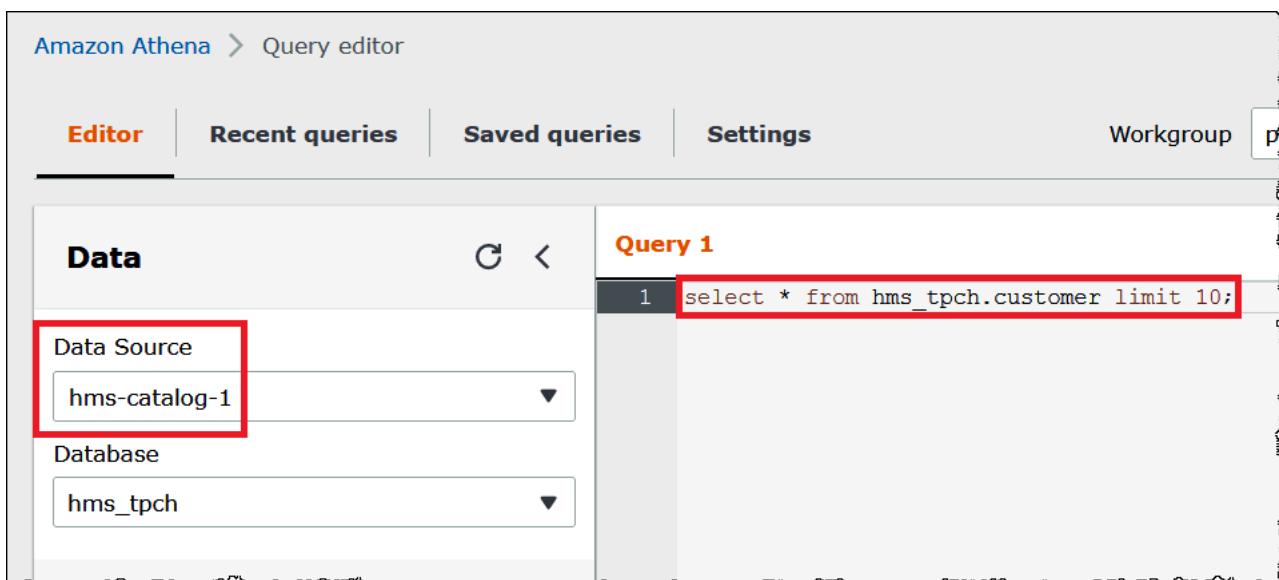 Amazon Athena > Query editor
Editor Recent queries Saved queries Settings Workgroup
Data
Query 1
1 select * from hms_tpch.customer limit 10;
Data Source
hms-catalog-1
Database
hms_tpch